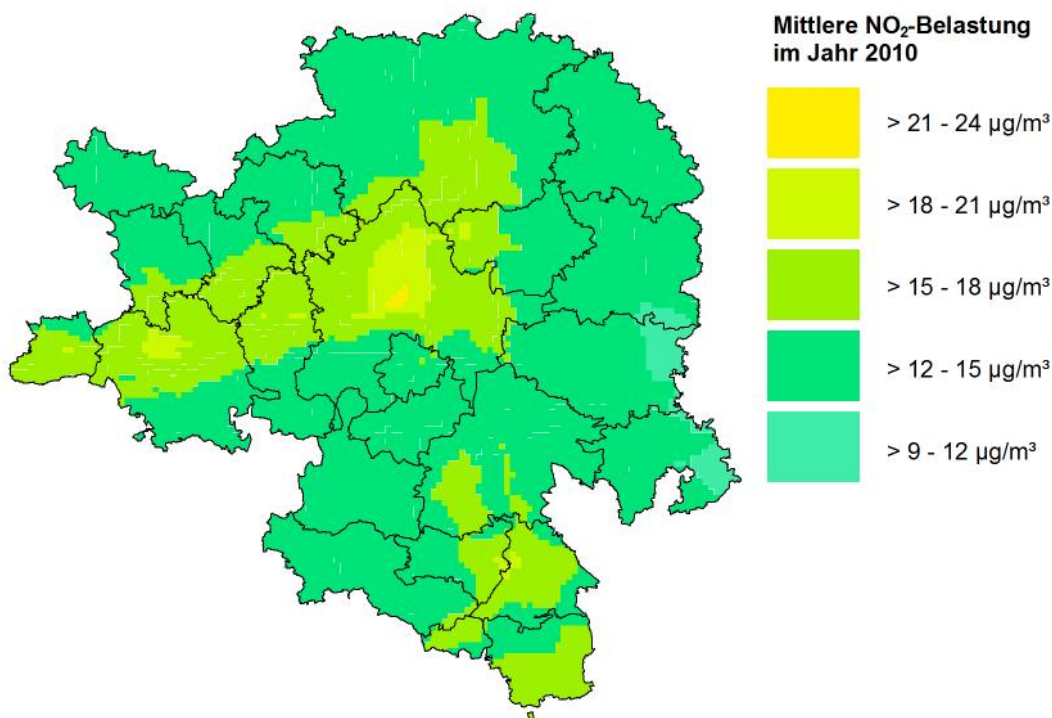 Mittlere NO₂-Belastung
im Jahr 2010
> 21 - 24 µg/m³
> 18 - 21 µg/m³
> 15 - 18 µg/m³
> 12 - 15 µg/m³
> 9 - 12 µg/m³